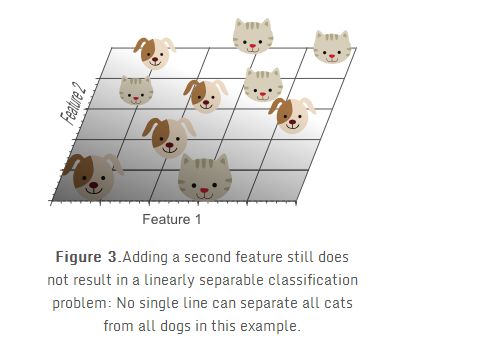 Feature 2
Feature 1
Figure 3.Adding a second feature still does
not result in a linearly separable classification
problem: No single line can separate all cats
from all dogs in this example.